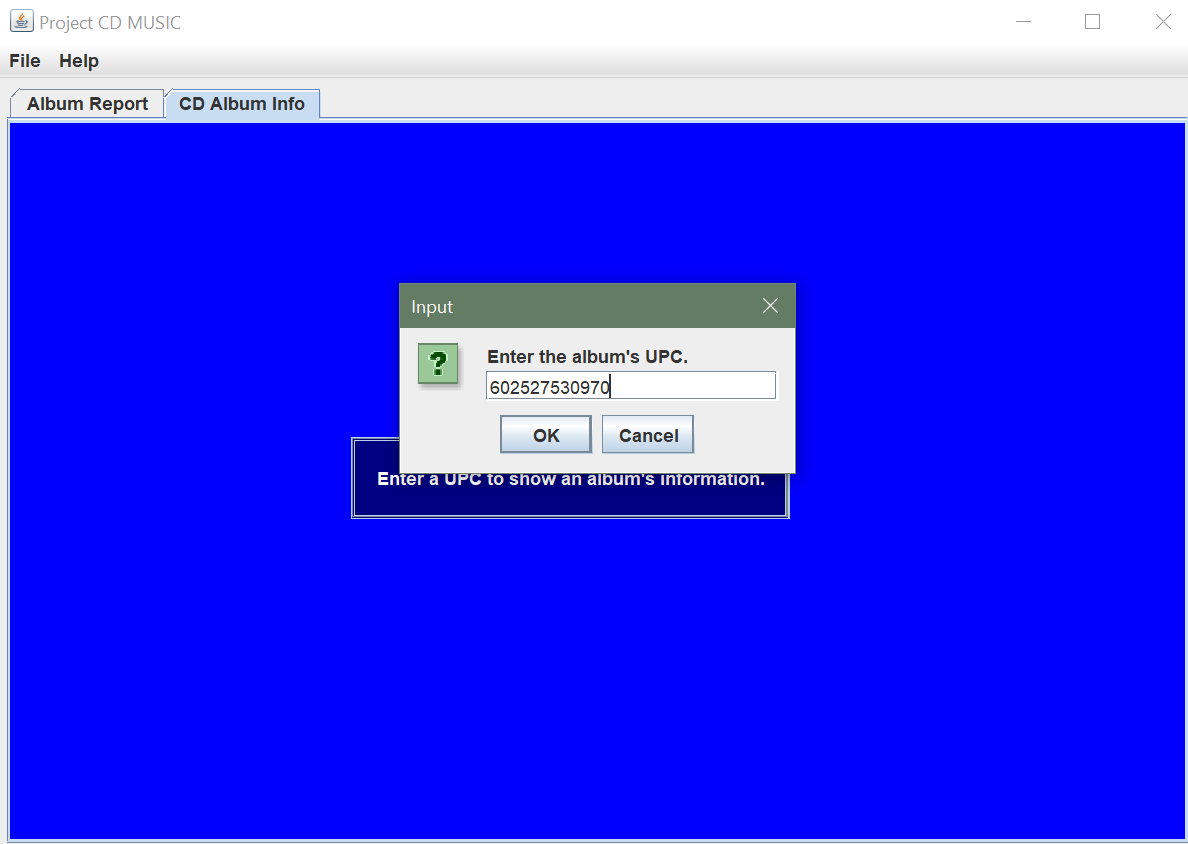 Project CD MUSIC
File Help
Album Report CD Album Info
Input
?
Enter the album's UPC.
602527530970
OK Cancel
Enter a UPC to show an album's information.